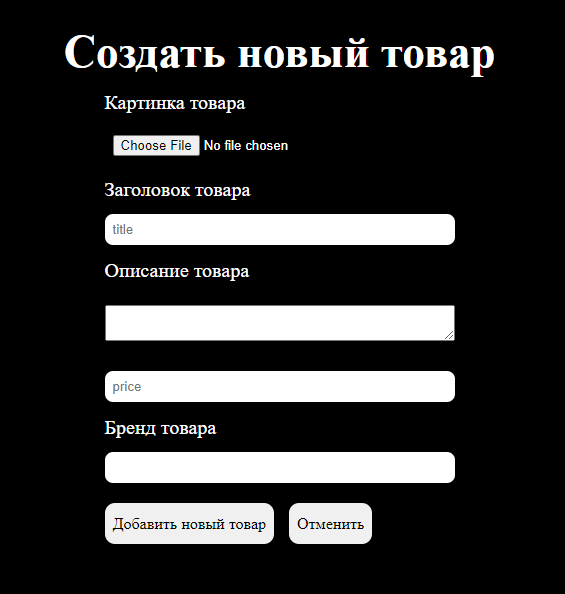 Создать новый товар
Картинка товара
Choose File No file chosen
Заголовок товара
title
Описание товара
price
Бренд товара
Добавить новый товар Отменить